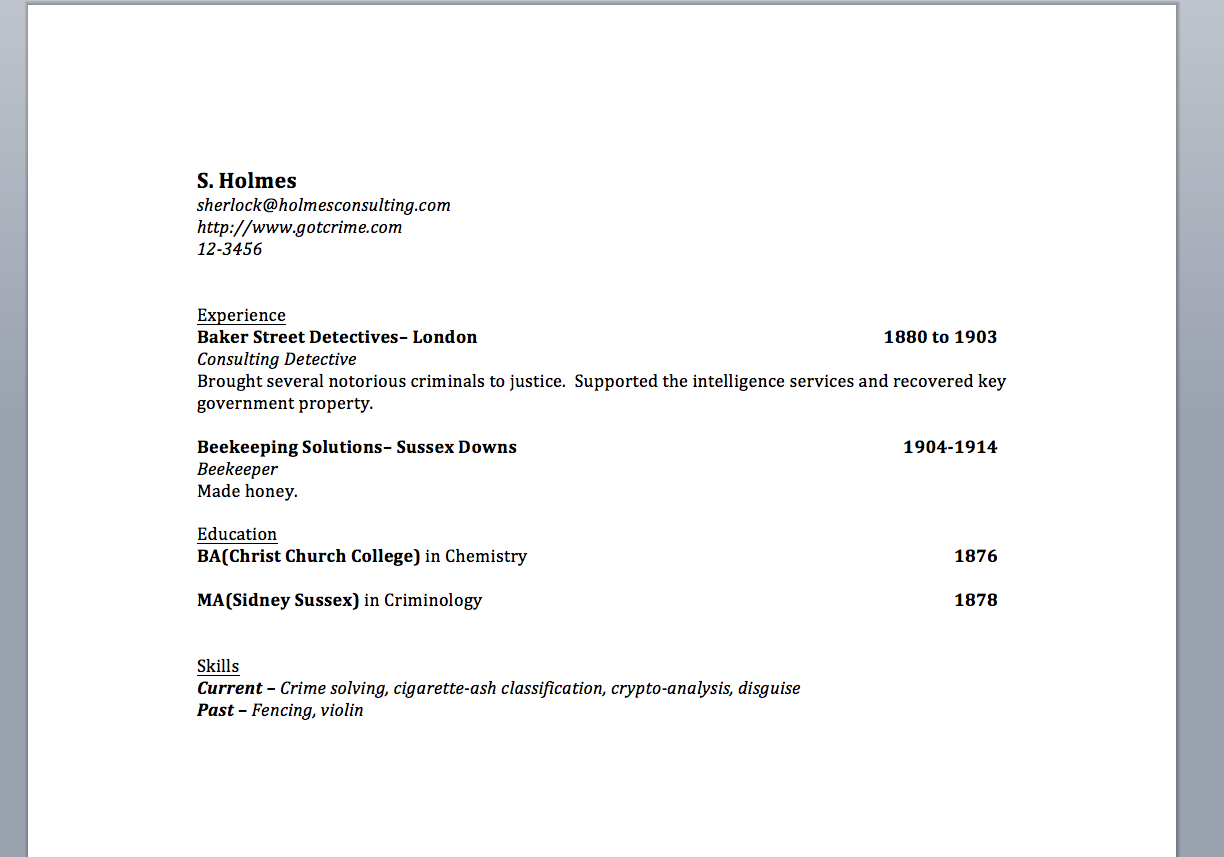 S. Holmes
sherlock@holmesconsulting.com
http://www.gotcrime.com
12-3456
Experience
Baker Street Detectives– London 1880 to 1903
Consulting Detective
Brought several notorious criminals to justice.  Supported the intelligence services and recovered key
government property.
Beekeeping Solutions– Sussex Downs 1904-1914
Beekeeper
Made honey.
Education
BA(Christ Church College) in Chemistry 1876
MA(Sidney Sussex) in Criminology 1878
Skills
Current – Crime solving, cigarette-ash classification, crypto-analysis, disguise
Past – Fencing, violin